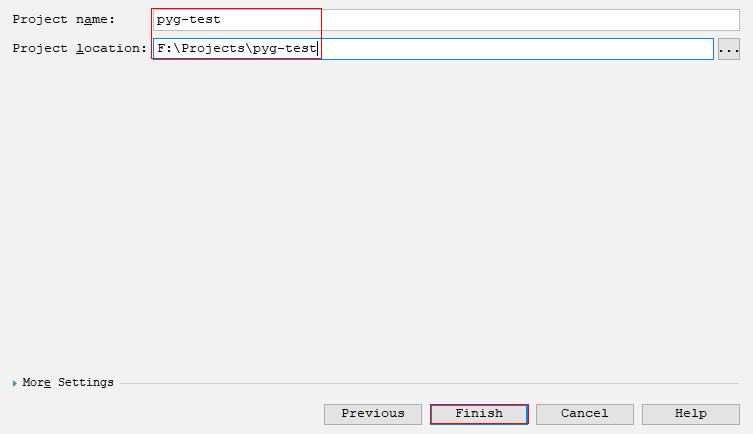 Project name: pyg-test
Project location: F:\Projects\pyg-test ...
More Settings
Previous Finish Cancel Help